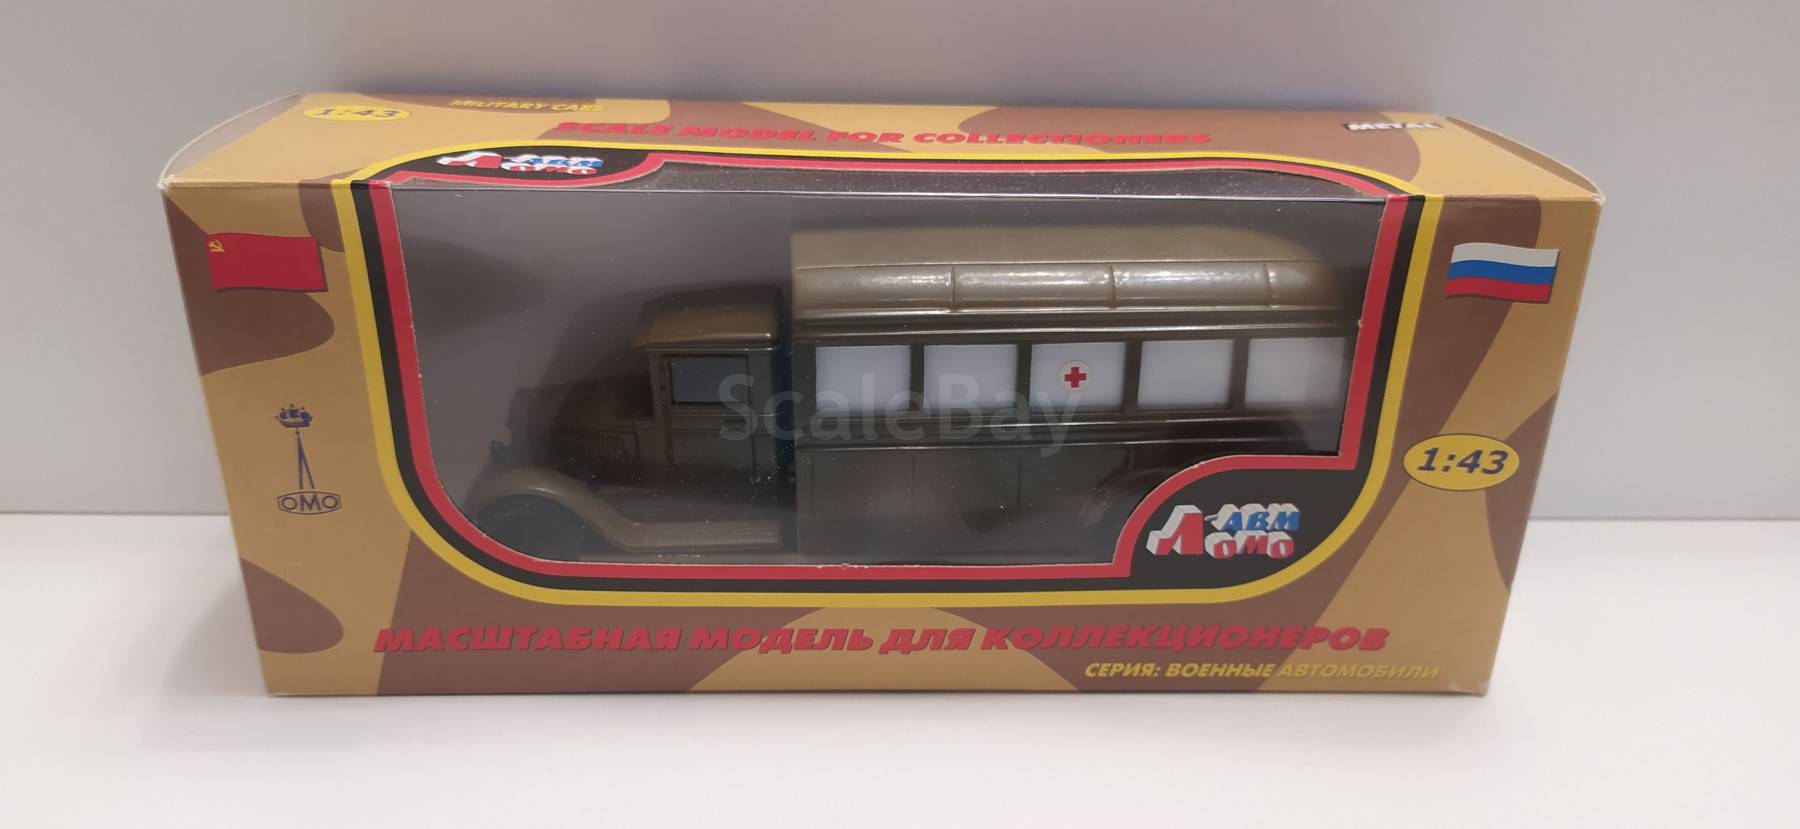 1:43
MILITARY CARS
SCALE MODEL FOR COLLECTIONERS
METAL
Л-АВМ
ЛОМО
ScaleBay
1:43
ОМО
Л-АВМ
ЛОМО
МАСШТАБНАЯ МОДЕЛЬ ДЛЯ КОЛЛЕКЦИОНЕРОВ
СЕРИЯ: ВОЕННЫЕ АВТОМОБИЛИ